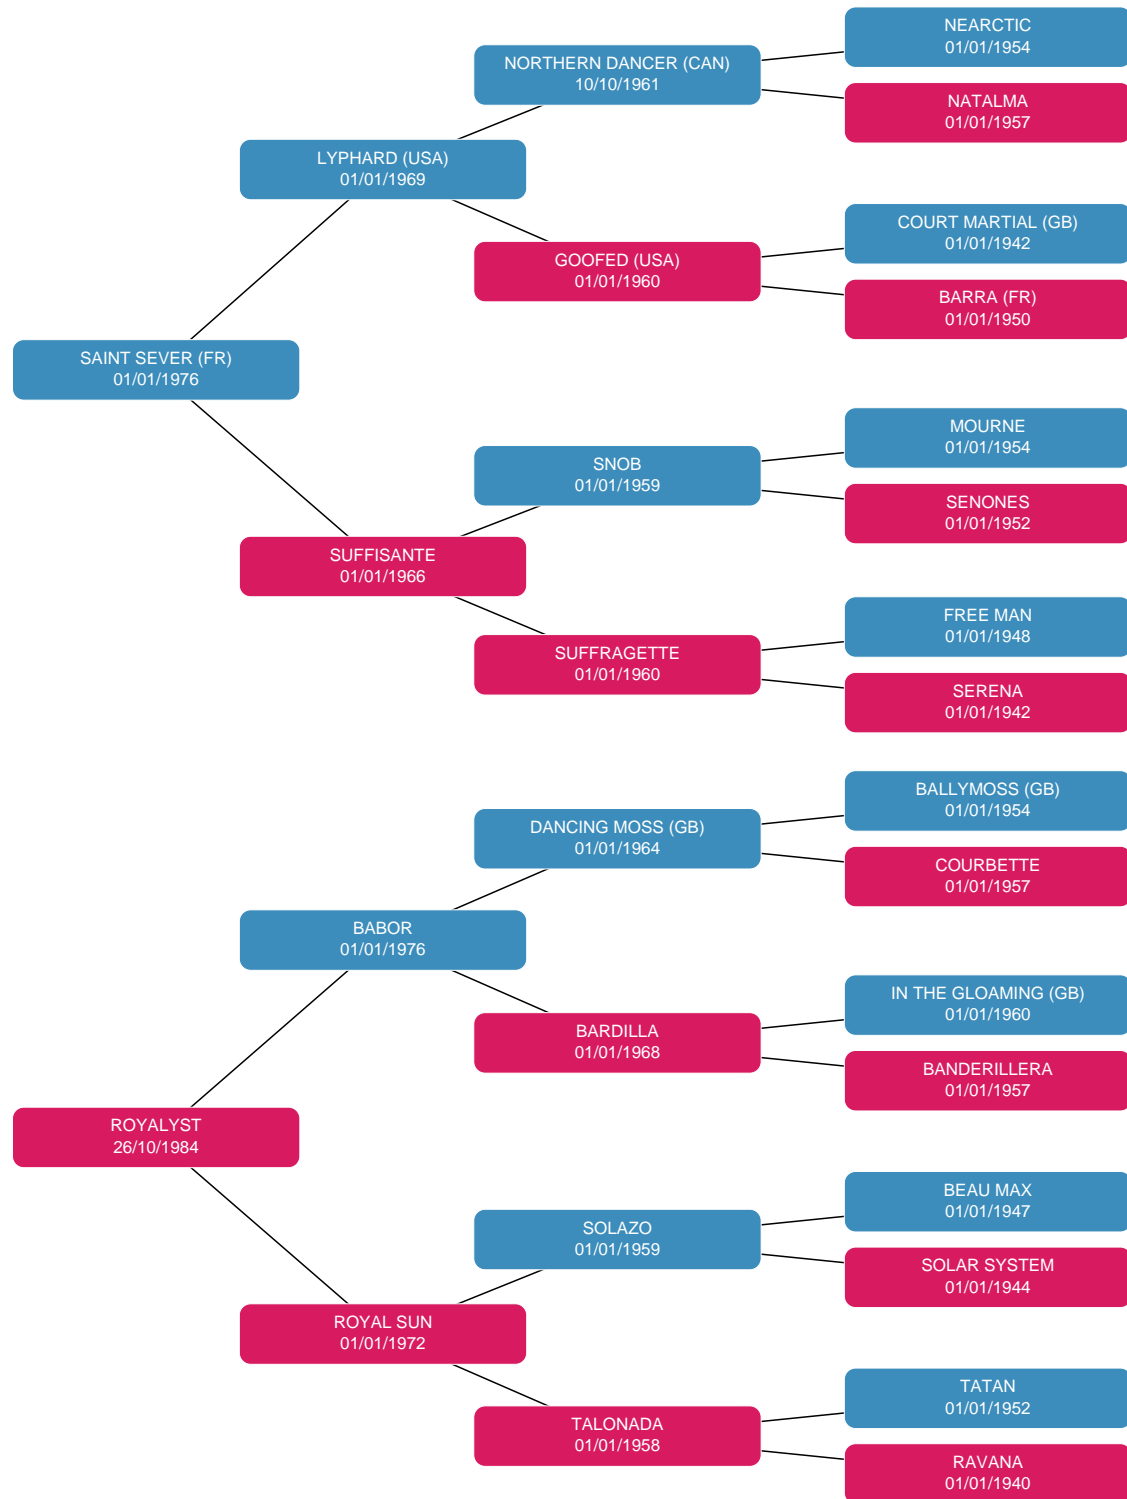 NEARCTIC
01/01/1954
NORTHERN DANCER (CAN)
10/10/1961
NATALMA
01/01/1957
LYPHARD (USA)
01/01/1969
COURT MARTIAL (GB)
01/01/1942
GOOFED (USA)
01/01/1960
BARRA (FR)
01/01/1950
SAINT SEVER (FR)
01/01/1976
MOURNE
01/01/1954
SNOB
01/01/1959
SENONES
01/01/1952
SUFFISANTE
01/01/1966
FREE MAN
01/01/1948
SUFFRAGETTE
01/01/1960
SERENA
01/01/1942
BALLYMOSS (GB)
01/01/1954
DANCING MOSS (GB)
01/01/1964
COURBETTE
01/01/1957
BABOR
01/01/1976
IN THE GLOAMING (GB)
01/01/1960
BARDILLA
01/01/1968
BANDERILLERA
01/01/1957
ROYALYST
26/10/1984
BEAU MAX
01/01/1947
SOLAZO
01/01/1959
SOLAR SYSTEM
01/01/1944
ROYAL SUN
01/01/1972
TATAN
01/01/1952
TALONADA
01/01/1958
RAVANA
01/01/1940